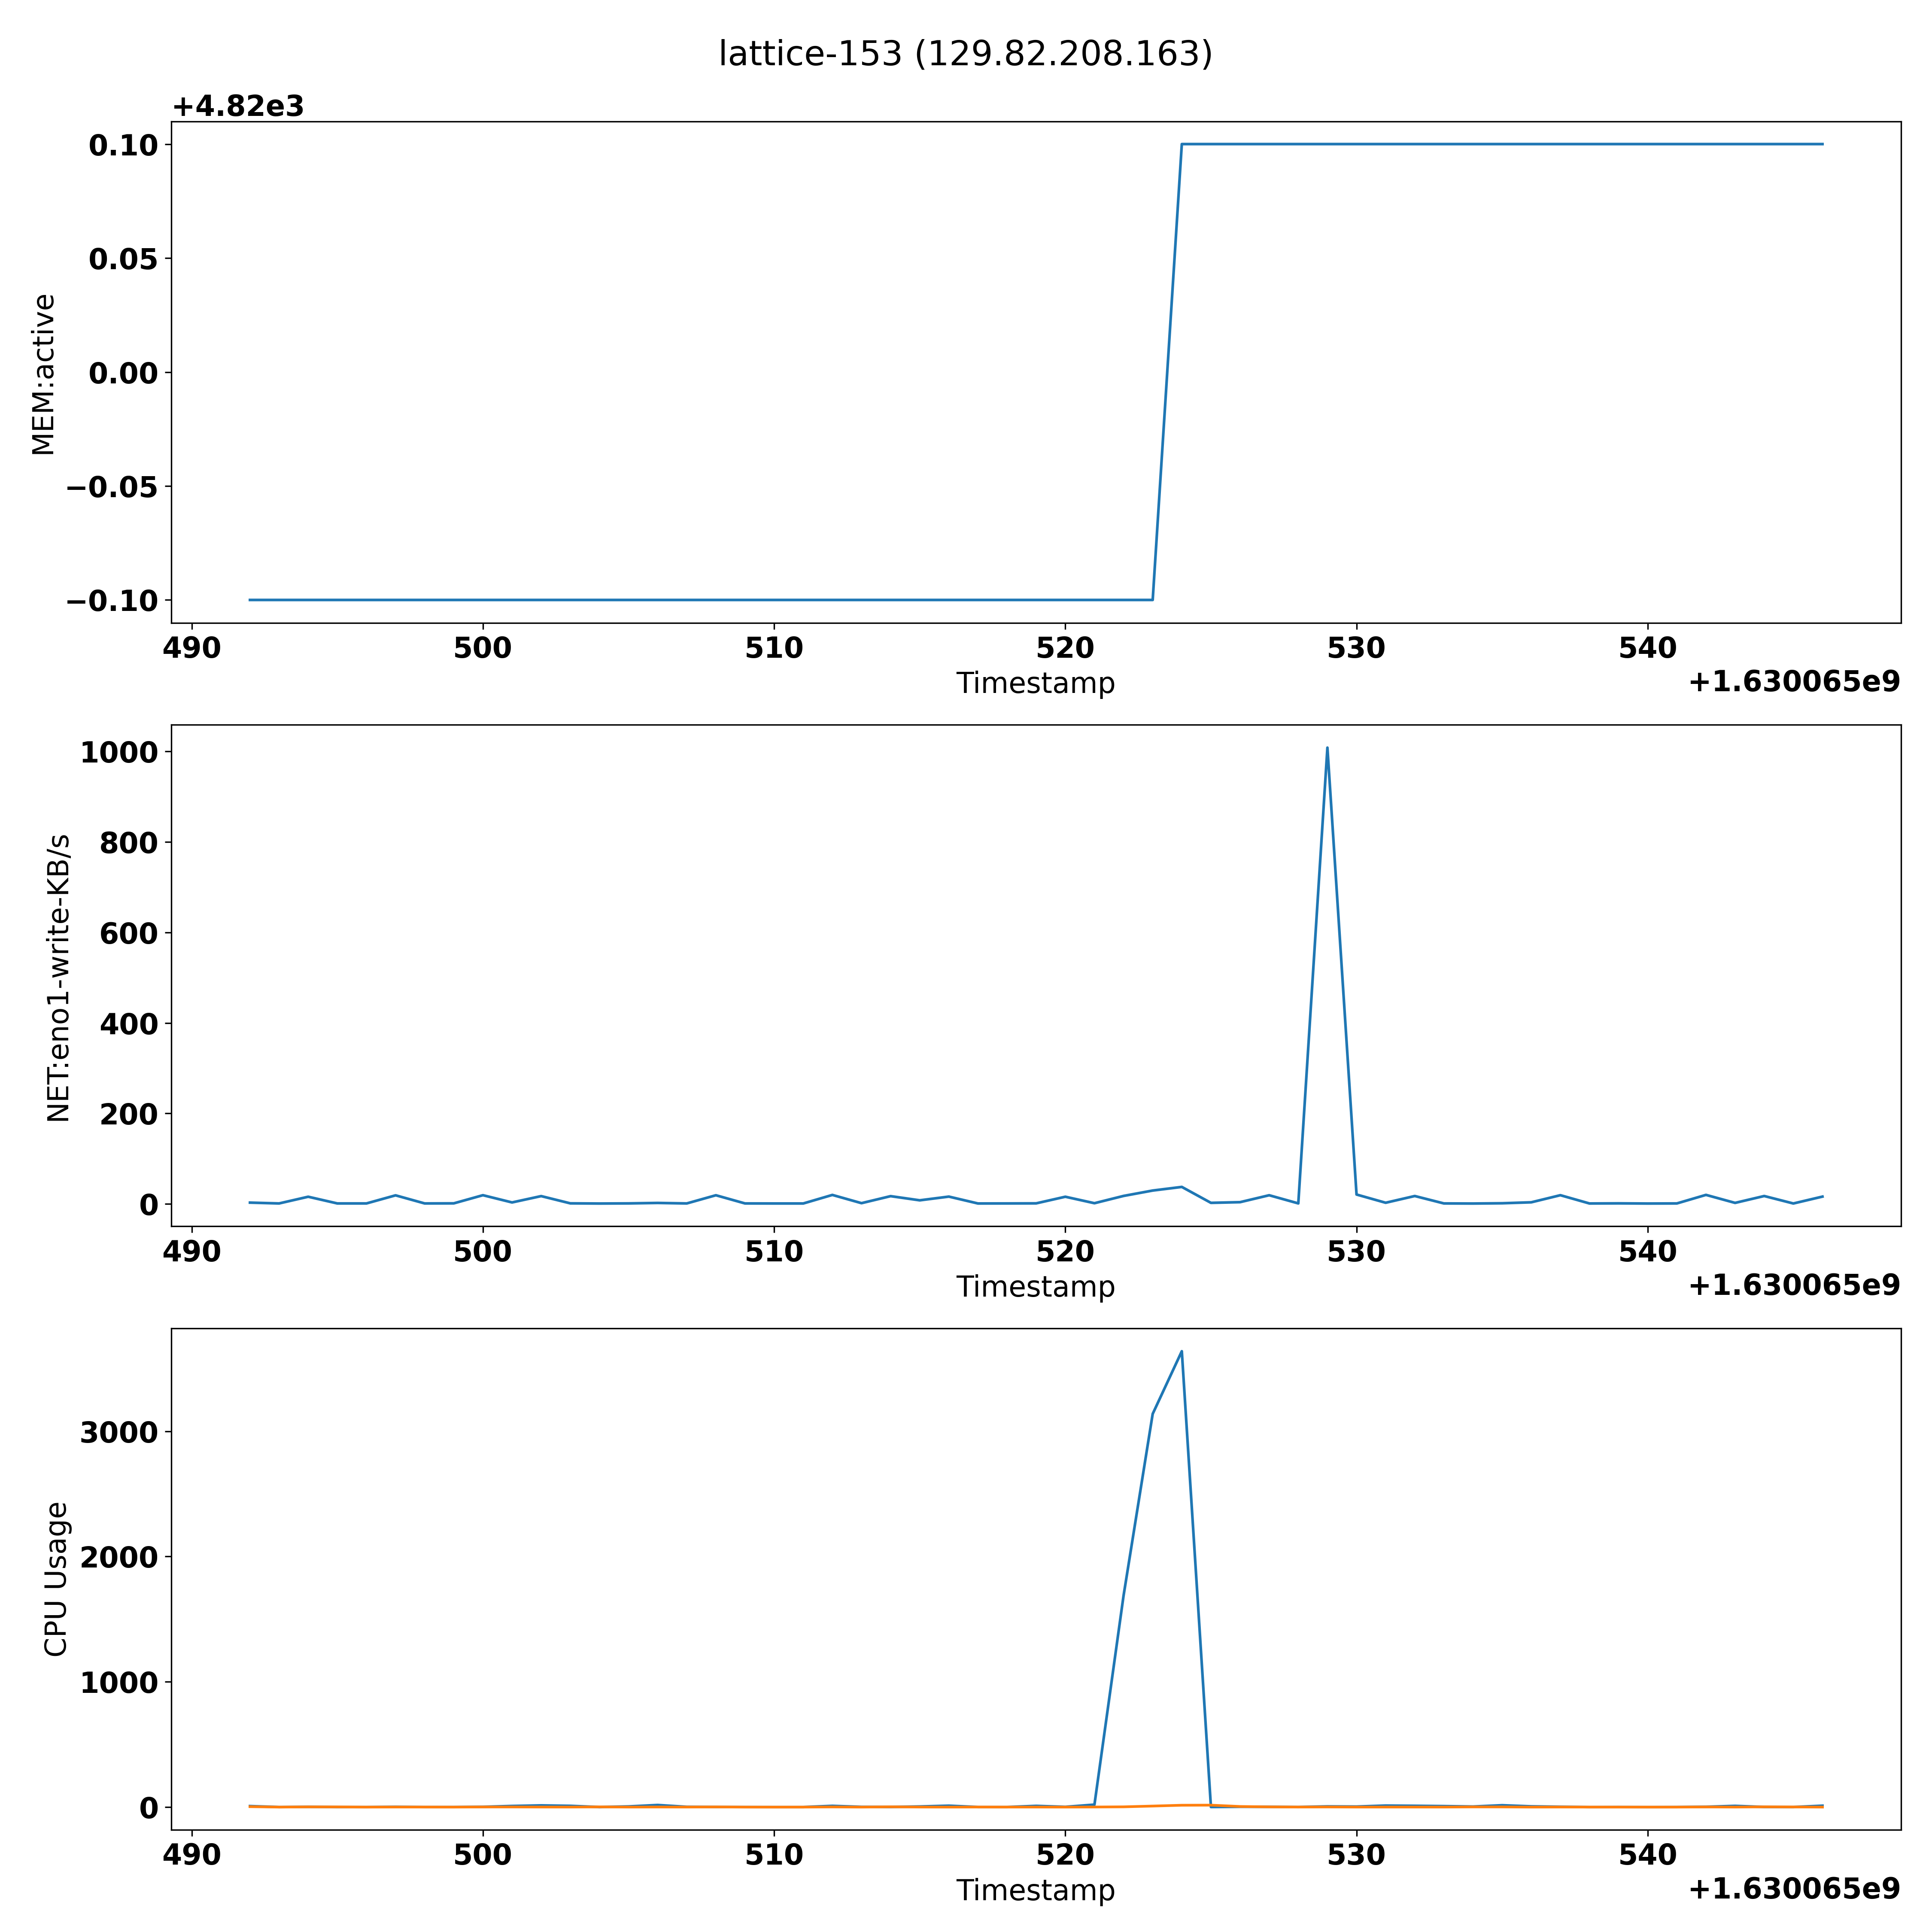 lattice-153 (129.82.208.163)
+4.82e3
0.10
0.05
0.00
−0.05
−0.10
MEM:active
490 500 510 520 530 540
Timestamp
+1.630065e9
1000
800
600
400
200
0
NET:eno1-write-KB/s
490 500 510 520 530 540
Timestamp
+1.630065e9
3000
2000
1000
0
CPU Usage
490 500 510 520 530 540
Timestamp
+1.630065e9